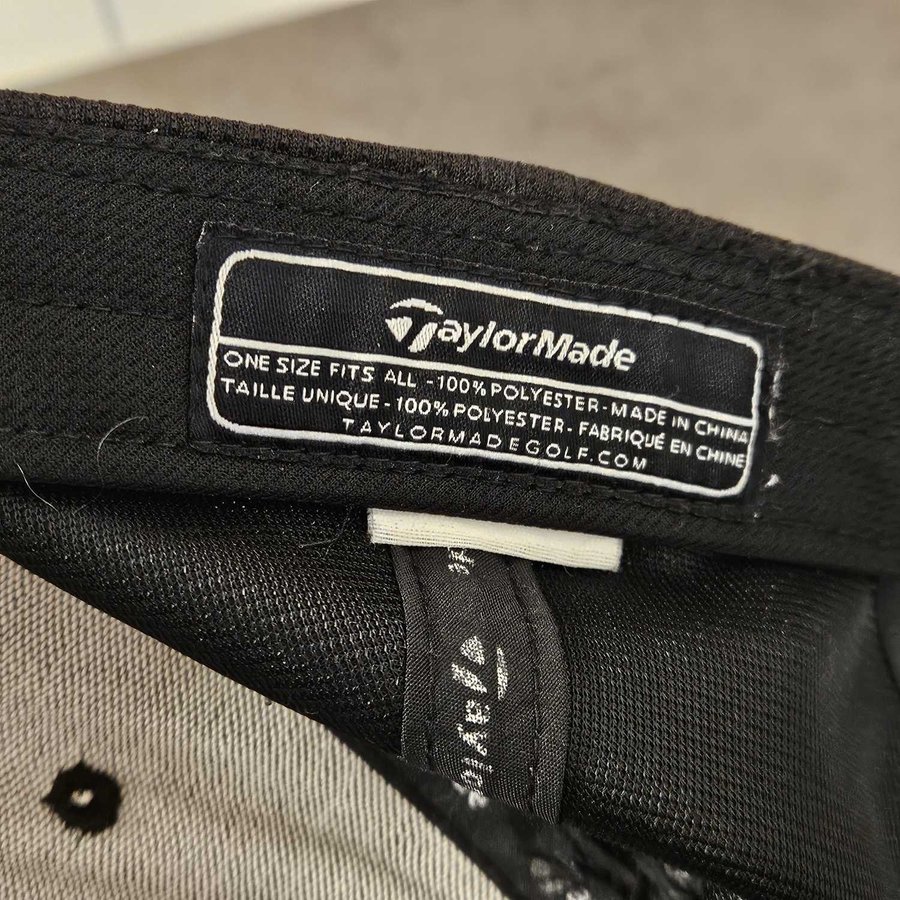 TaylorMade
ONE SIZE FITS ALL - 100% POLYESTER - MADE IN CHINA
TAILLE UNIQUE - 100% POLYESTER - FABRIQUÉ EN CHINE
TAYLORMADEGOLF.COM